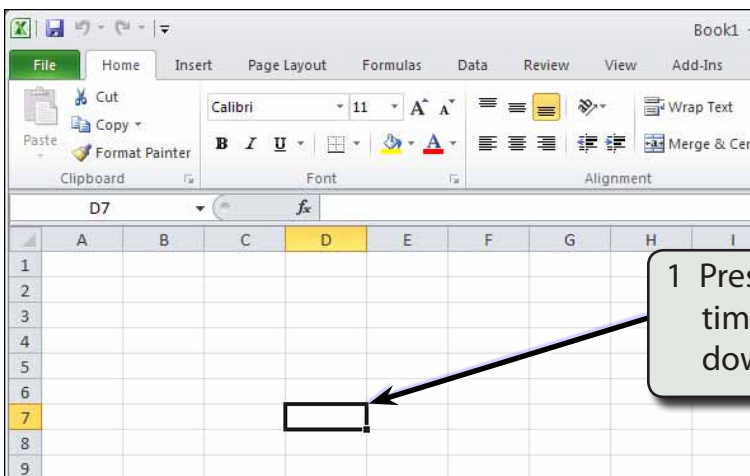 Book1 -
File Home Insert Page Layout Formulas Data Review View Add-Ins
Cut
Calibri 11 A A Wrap Text
Copy
Paste
B I U A Merge & Cen
Format Painter
Clipboard Font Alignment
D7 fx
A B C D E F G H I
1
2
3
4
5
6
7
8
9
1 Pres
tim
dow